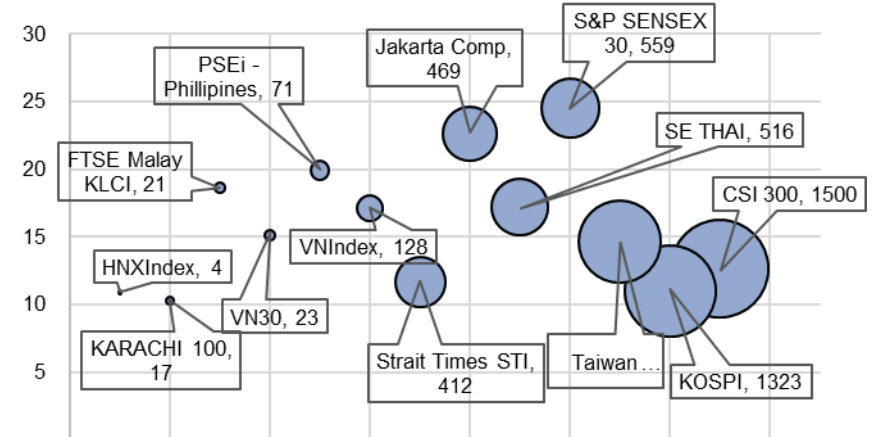 30
25
20
15
10
5
S&P SENSEX
30, 559
Jakarta Comp,
469
PSEi -
Phillipines, 71
SE THAI, 516
FTSE Malay
KLCI, 21
CSI 300, 1500
VNIndex, 128
HNXIndex, 4
VN30, 23
KARACHI 100,
17
Strait Times STI,
412
Taiwan ...
KOSPI, 1323